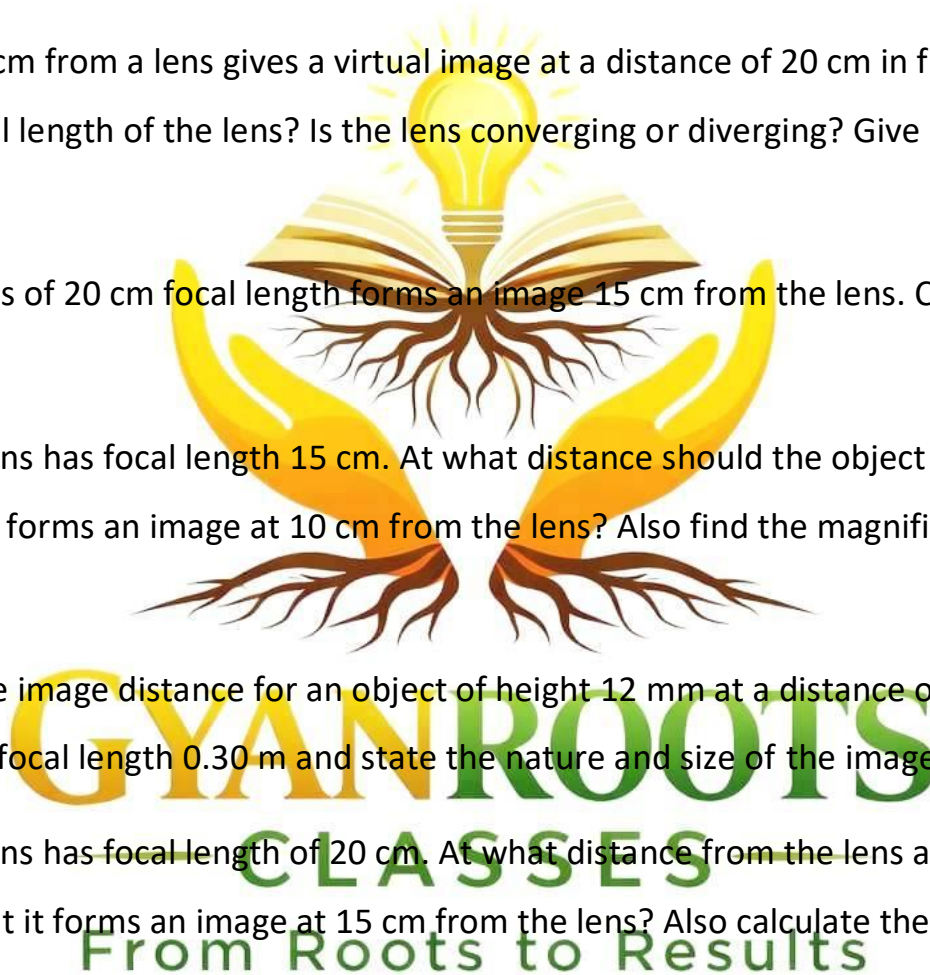 cm from a lens gives a virtual image at a distance of 20 cm in f
l length of the lens? Is the lens converging or diverging? Give
s of 20 cm focal length forms an image 15 cm from the lens. C
ns has focal length 15 cm. At what distance should the object
forms an image at 10 cm from the lens? Also find the magnifi
e image distance for an object of height 12 mm at a distance o
focal length 0.30 m and state the nature and size of the image
GYANROOTS
ns has focal length of 20 cm. At what distance from the lens a
CLASSES
t it forms an image at 15 cm from the lens? Also calculate the
From Roots to Results